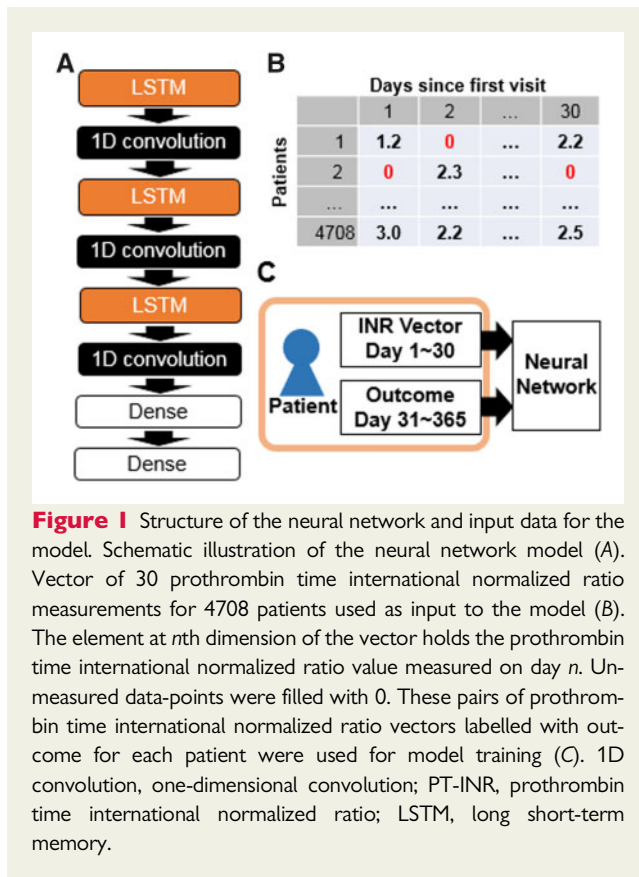 A
LSTM
1D convolution
LSTM
1D convolution
LSTM
1D convolution
Dense
Dense
B
Days since first visit
Patients
1 2 ... 30
1 1.2 0 ... 2.2
2 0 2.3 ... 0
... ... ... ... ...
4708 3.0 2.2 ... 2.5
C
Patient
INR Vector
Day 1~30
Outcome
Day 31~365
Neural
Network
Figure 1 Structure of the neural network and input data for the
model. Schematic illustration of the neural network model (A).
Vector of 30 prothrombin time international normalized ratio
measurements for 4708 patients used as input to the model (B).
The element at nth dimension of the vector holds the prothrombin
time international normalized ratio value measured on day n. Un-
measured data-points were filled with 0. These pairs of prothrom-
bin time international normalized ratio vectors labelled with out-
come for each patient were used for model training (C). 1D
convolution, one-dimensional convolution; PT-INR, prothrombin
time international normalized ratio; LSTM, long short-term
memory.